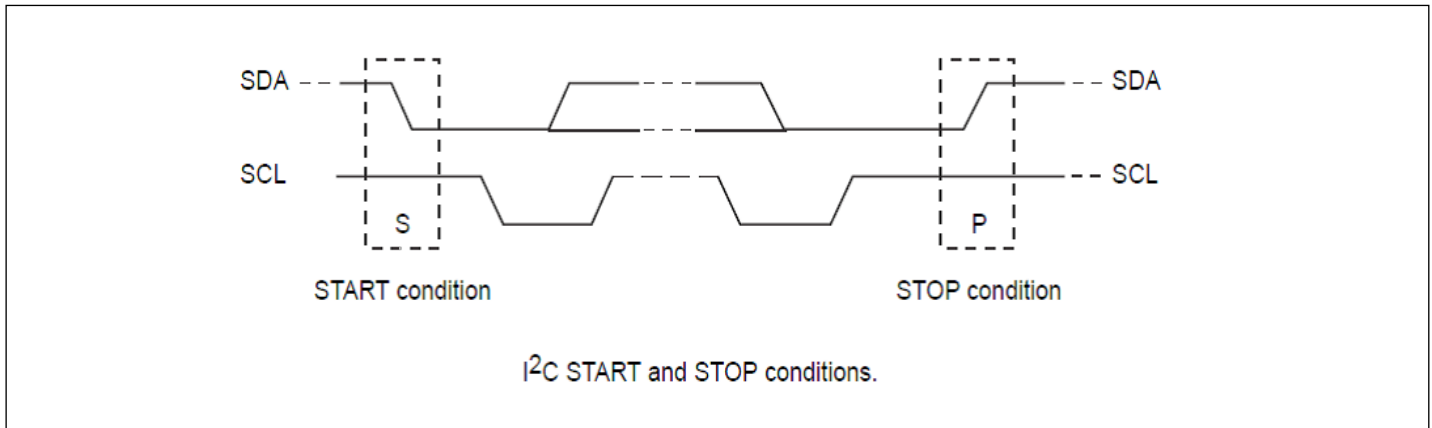 SDA SDA
SCL SCL
S P
START condition STOP condition
I²C START and STOP conditions.